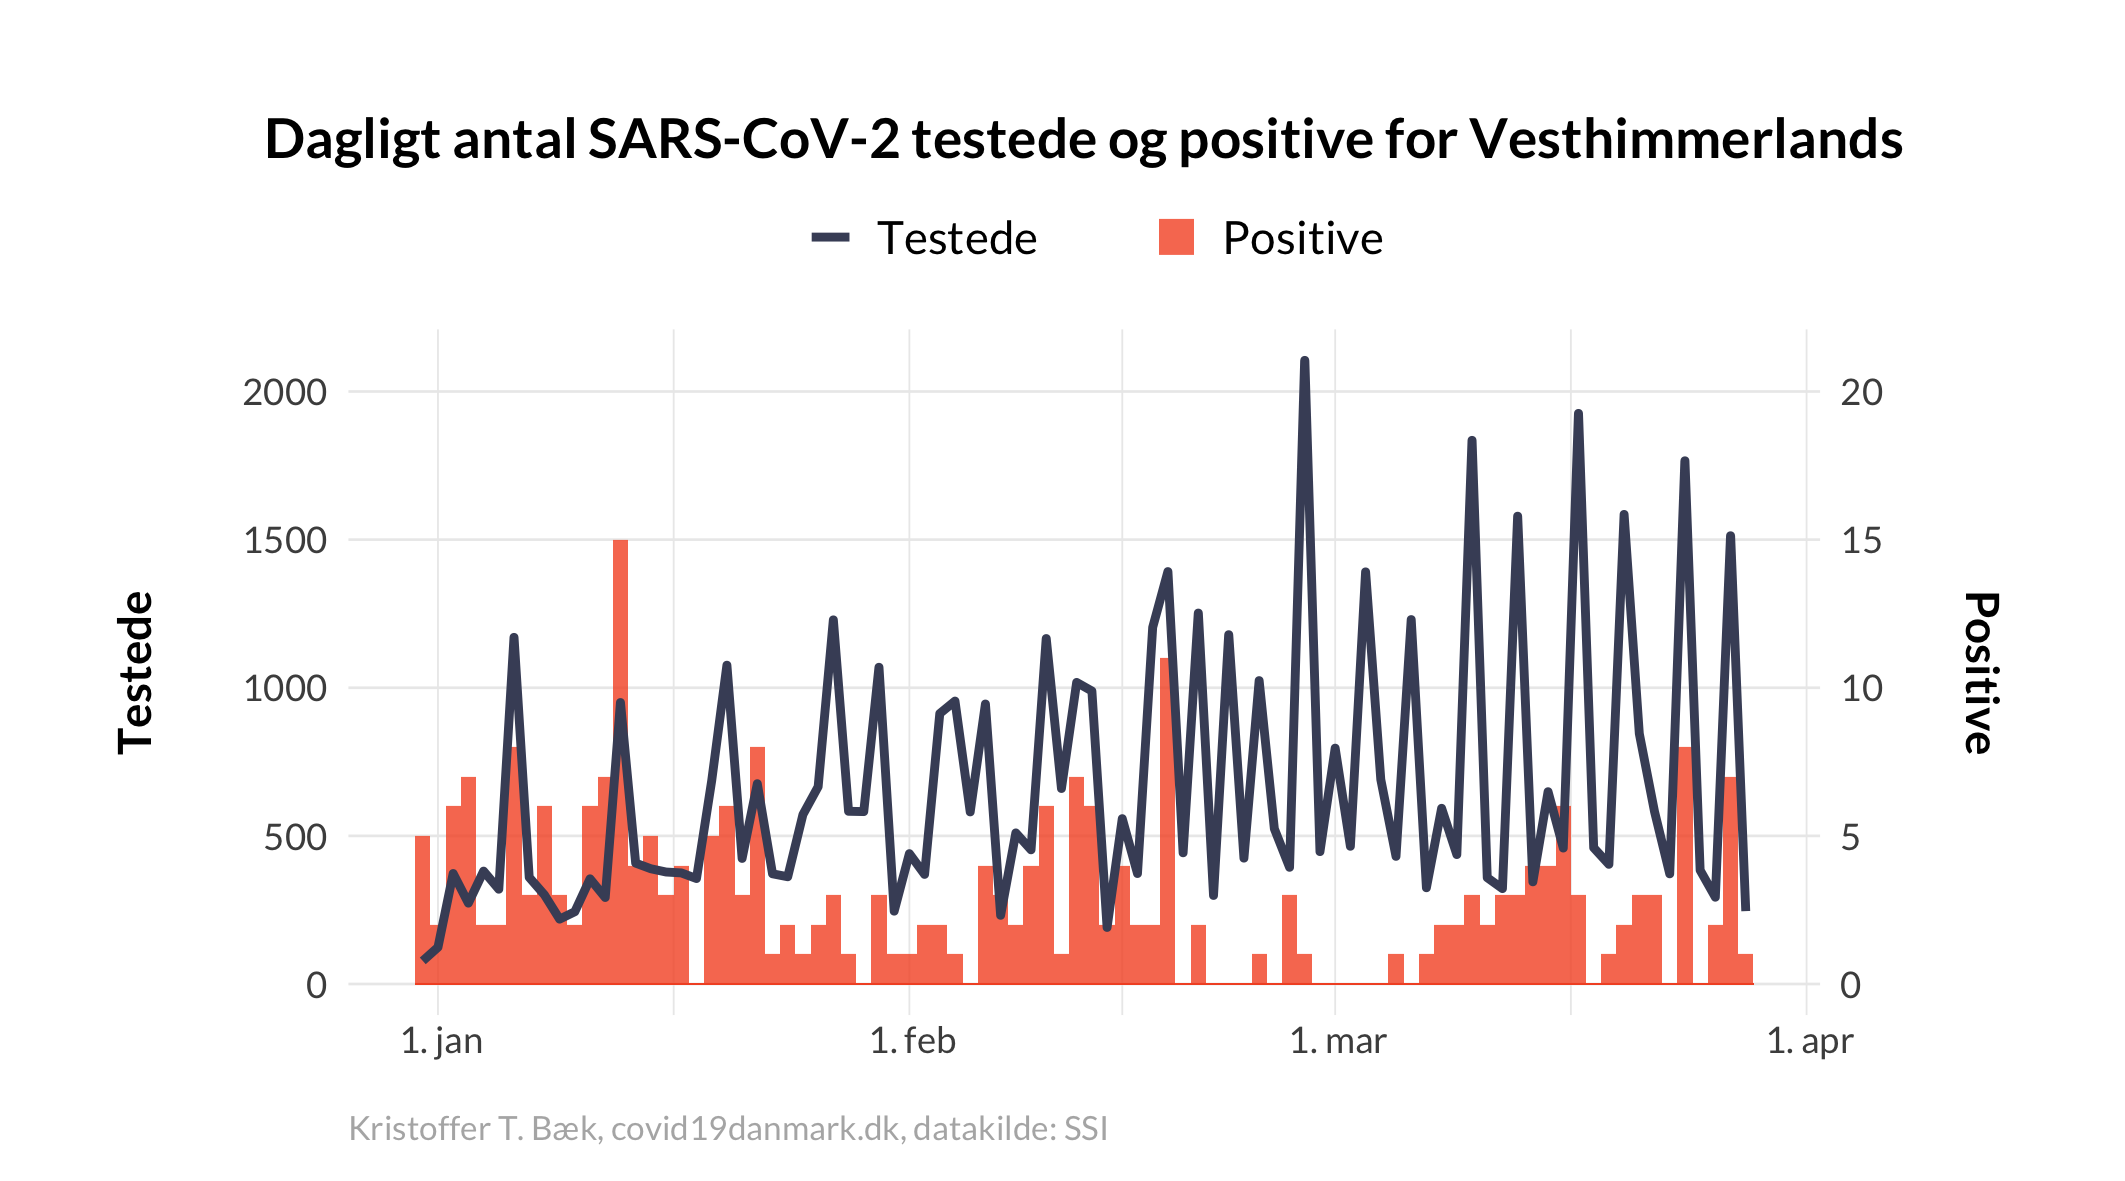 Dagligt antal SARS-CoV-2 testede og positive for Vesthimmerlands
Testede Positive
2000 20
1500 15
1000 10
500 5
0 0
Testede
Positive
1. jan 1. feb 1. mar 1. apr
Kristoffer T. Bæk, covid19danmark.dk, datakilde: SSI